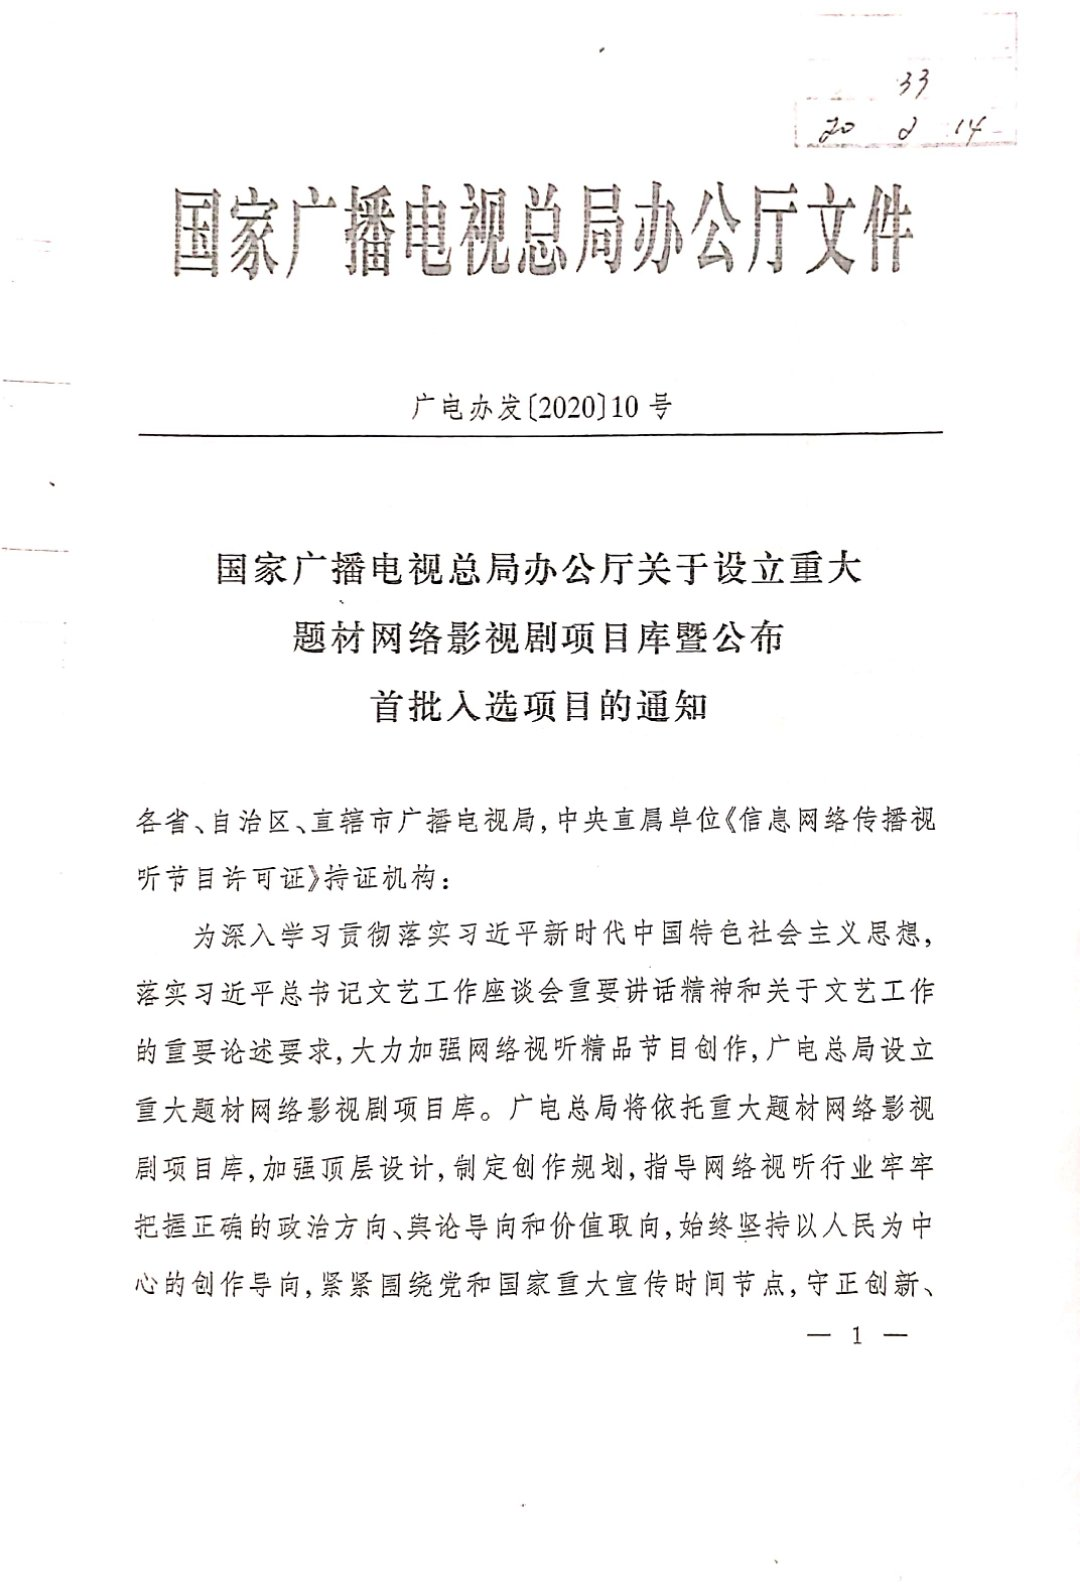 33
20 2 14
国家广播电视总局办公厅文件
广电办发〔2020〕10 号
国家广播电视总局办公厅关于设立重大
题材网络影视剧项目库暨公布
首批入选项目的通知
各省、自治区、直辖市广播电视局,中央直属单位《信息网络传播视
听节目许可证》持证机构:
为深入学习贯彻落实习近平新时代中国特色社会主义思想,
落实习近平总书记文艺工作座谈会重要讲话精神和关于文艺工作
的重要论述要求,大力加强网络视听精品节目创作,广电总局设立
重大题材网络影视剧项目库。广电总局将依托重大题材网络影视
剧项目库,加强顶层设计,制定创作规划,指导网络视听行业牢牢
把握正确的政治方向、舆论导向和价值取向,始终坚持以人民为中
心的创作导向,紧紧围绕党和国家重大宣传时间节点,守正创新、
— 1 —